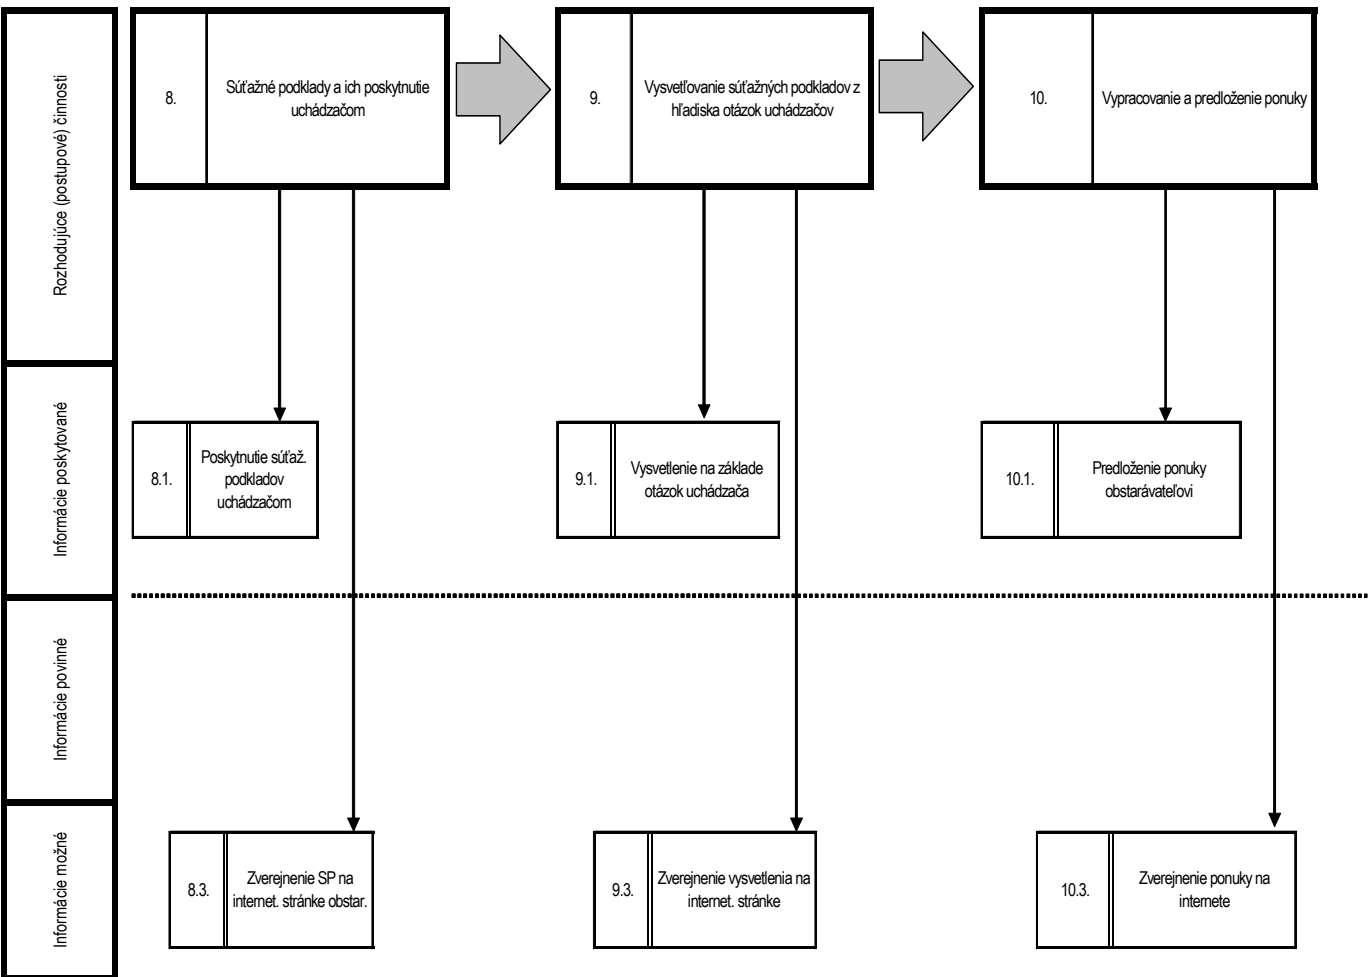 Rozhodujúce (postupové) činnosti
8.
Súťažné podklady a ich poskytnutie
uchádzačom
9.
Vysvetľovanie súťažných podkladov z
hľadiska otázok uchádzačov
10.
Vypracovanie a predloženie ponuky
Informácie poskytované
8.1.
Poskytnutie súťaž.
podkladov
uchádzačom
9.1.
Vysvetlenie na základe
otázok uchádzača
10.1.
Predloženie ponuky
obstarávateľovi
Informácie povinné
Informácie možné
8.3.
Zverejnenie SP na
internet. stránke obstar.
9.3.
Zverejnenie vysvetlenia na
internet. stránke
10.3.
Zverejnenie ponuky na
internete